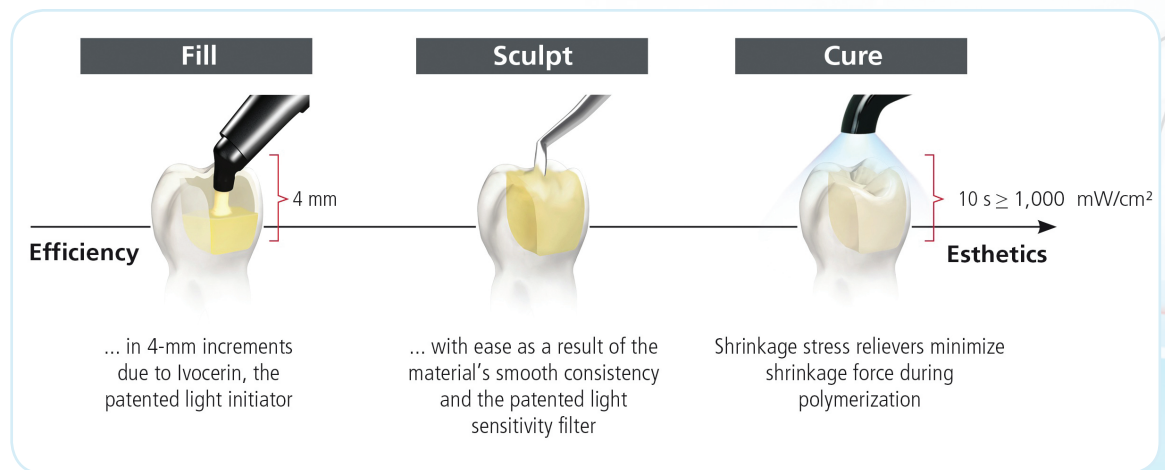 Fill
Sculpt
Cure
4 mm
10 s ≥ 1,000 mW/cm²
Efficiency
Esthetics
... in 4-mm increments
due to Ivocerin, the
patented light initiator
... with ease as a result of the
material's smooth consistency
and the patented light
sensitivity filter
Shrinkage stress relievers minimize
shrinkage force during
polymerization